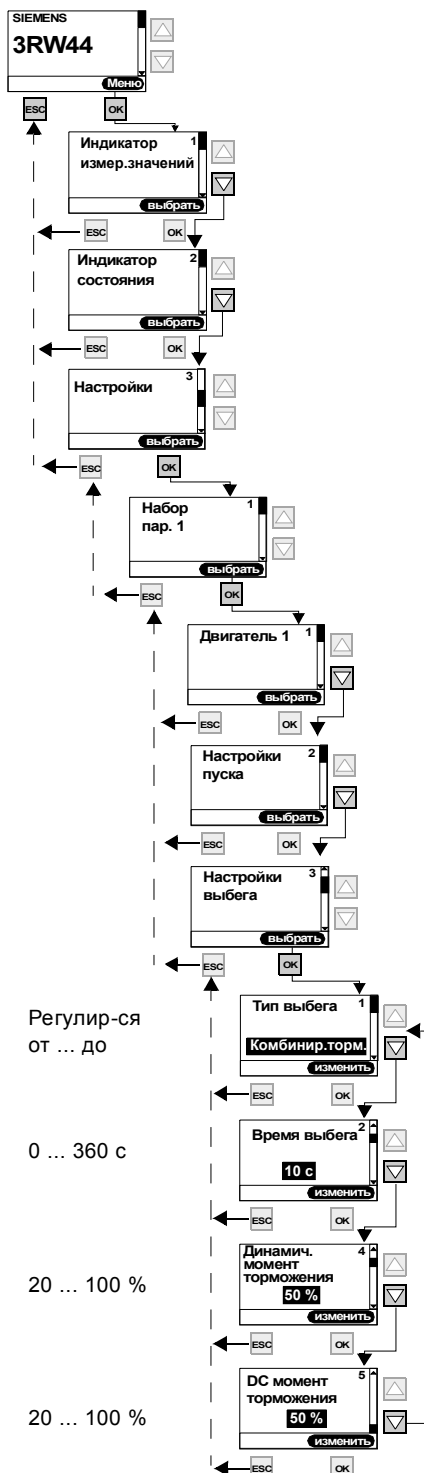 SIEMENS
3RW44
Меню
ESC
OK
Индикатор 1
измер.значений
выбрать
ESC
OK
Индикатор 2
состояния
выбрать
ESC
OK
Настройки 3
выбрать
ESC
OK
Набор 1
пар. 1
выбрать
ESC
OK
Двигатель 1 1
выбрать
ESC
OK
Настройки 2
пуска
выбрать
ESC
OK
Настройки 3
выбега
выбрать
ESC
OK
Регулир-ся
от ... до
Тип выбега 1
Комбинир.торм.
изменить
ESC
OK
0 ... 360 с
Время выбега 2
10 с
изменить
ESC
OK
20 ... 100 %
Динамич. 4
момент
торможения
50 %
изменить
ESC
OK
20 ... 100 %
DC момент 5
торможения
50 %
изменить
ESC
OK